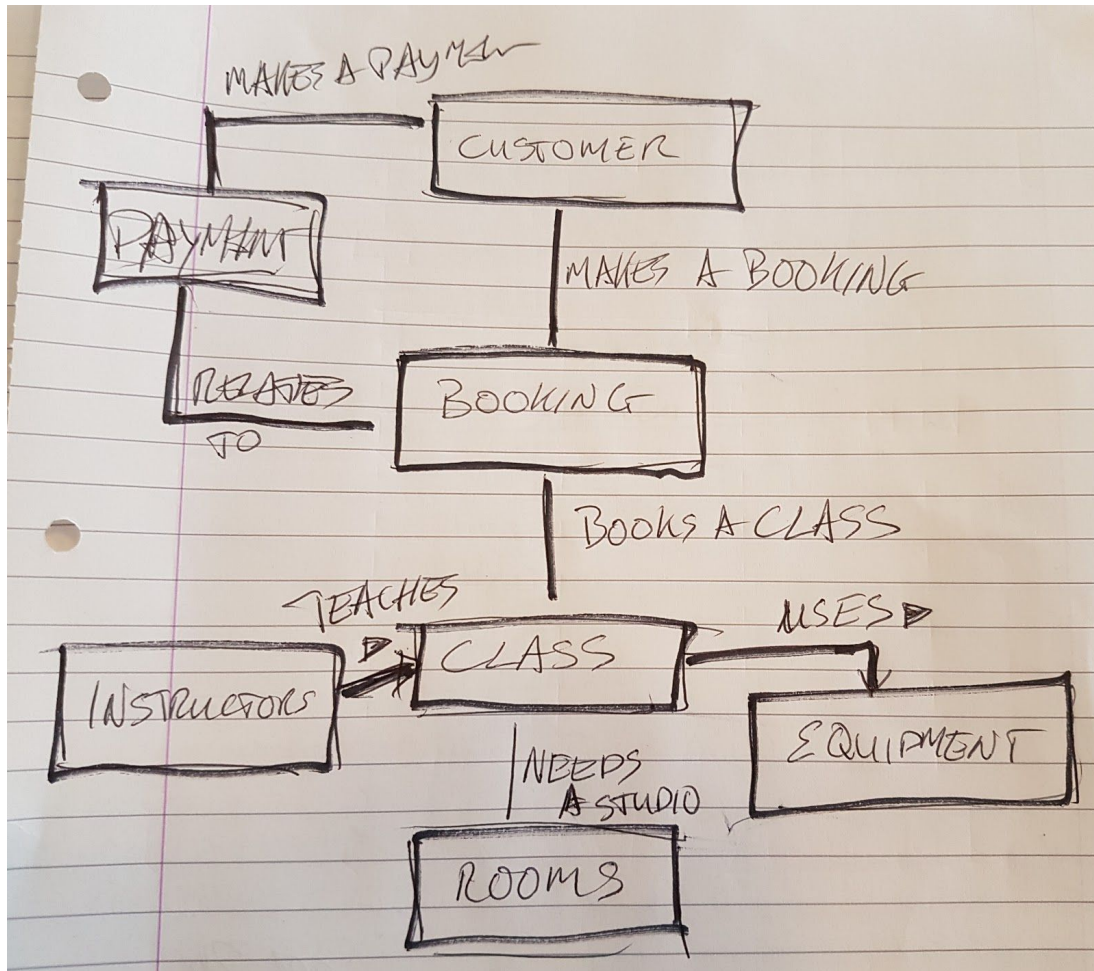 MAKES A PAYMEN
CUSTOMER
PAYMENT
MAKES A BOOKING
RELATES
TO
BOOKING
BOOKS A CLASS
TEACHES
CLASS
USES
INSTRUCTORS
EQUIPMENT
NEEDS
A STUDIO
ROOMS